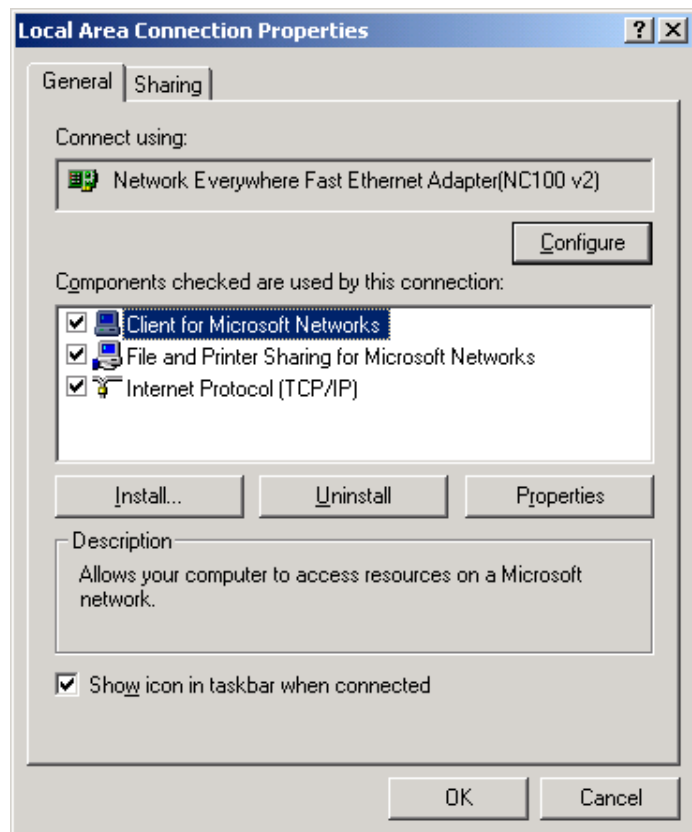 Local Area Connection Properties
General
Sharing
Connect using:
Network Everywhere Fast Ethernet Adapter(NC100 v2)
Configure
Components checked are used by this connection:
Client for Microsoft Networks
File and Printer Sharing for Microsoft Networks
Internet Protocol (TCP/IP)
Install...
Uninstall
Properties
Description
Allows your computer to access resources on a Microsoft
network.
Show icon in taskbar when connected
OK
Cancel